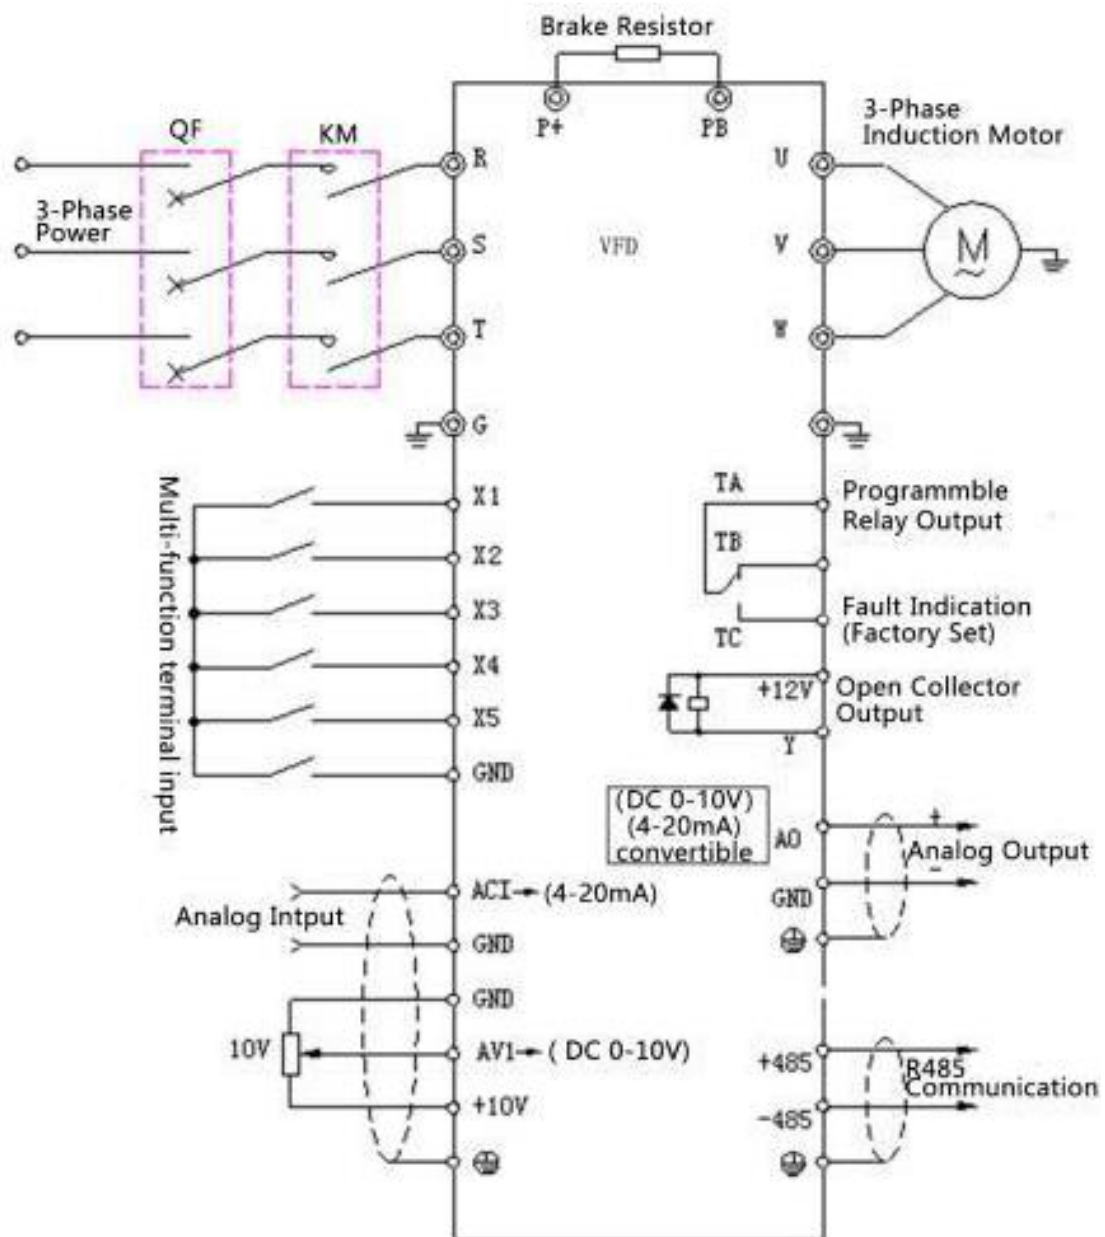 Brake Resistor
P+
PB
QF
KM
3-Phase
Power
R
S
T
G
VFD
U
V
W
3-Phase
Induction Motor
M
Multi-function terminal input
X1
X2
X3
X4
X5
GND
TA
TB
TC
Programmble
Relay Output
Fault Indication
(Factory Set)
+12V
Y
Open Collector
Output
(DC 0-10V)
(4-20mA)
convertible
AO
+
-
Analog Output
GND
Analog Intput
ACI
(4-20mA)
GND
GND
10V
AV1
( DC 0-10V)
+10V
+485
-485
R485
Communication